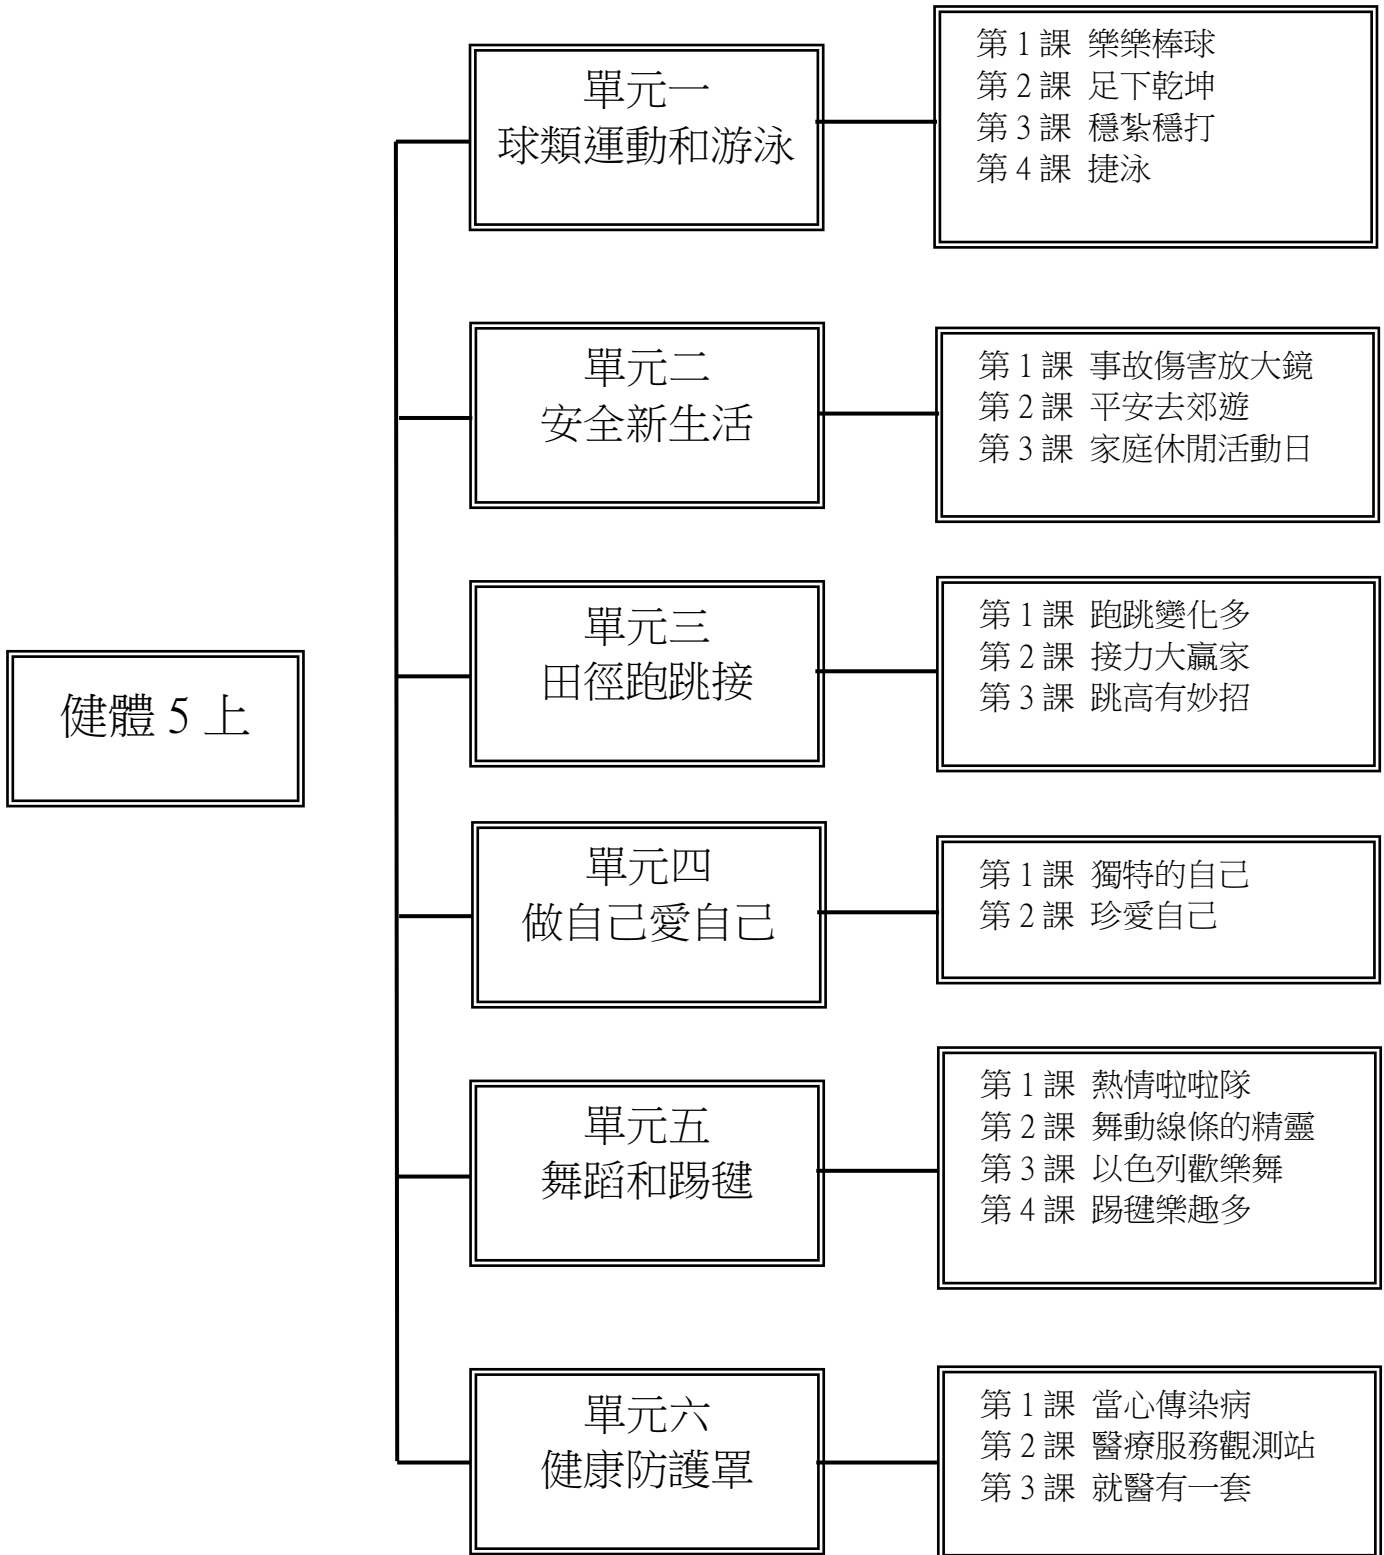 健體 5 上
單元一
球類運動和游泳
第 1 課 樂樂棒球
第 2 課 足下乾坤
第 3 課 穩紮穩打
第 4 課 捷泳
單元二
安全新生活
第 1 課 事故傷害放大鏡
第 2 課 平安去郊遊
第 3 課 家庭休閒活動日
單元三
田徑跑跳接
第 1 課 跑跳變化多
第 2 課 接力大贏家
第 3 課 跳高有妙招
單元四
做自己愛自己
第 1 課 獨特的自己
第 2 課 珍愛自己
單元五
舞蹈和踢毽
第 1 課 熱情啦啦隊
第 2 課 舞動線條的精靈
第 3 課 以色列歡樂舞
第 4 課 踢毽樂趣多
單元六
健康防護罩
第 1 課 當心傳染病
第 2 課 醫療服務觀測站
第 3 課 就醫有一套